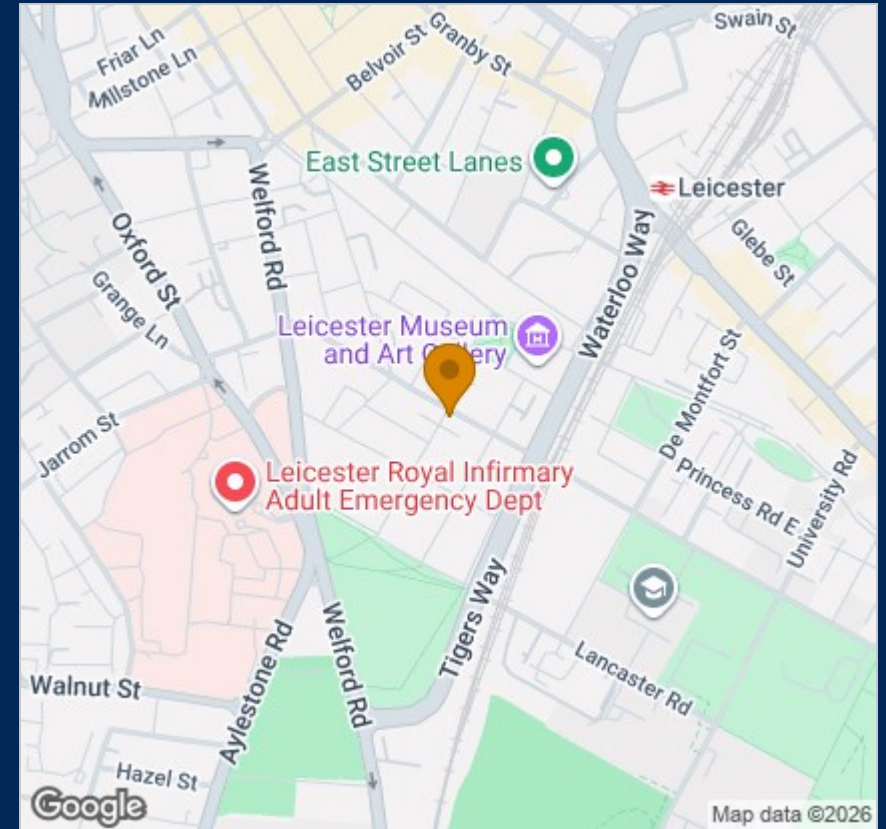 Swain St
Granby St
Belvoir St
Friar Ln
Millstone Ln
East Street Lanes
Leicester
Welford Rd
Oxford St
Grange Ln
Waterloo Way
Glebe St
Leicester Museum
and Art Gallery
De Montfort St
Jarrom St
Leicester Royal Infirmary
Adult Emergency Dept
Princess Rd E
University Rd
Tigers Way
Welford Rd
Aylestone Rd
Lancaster Rd
Walnut St
Hazel St
Google
Map data ©2026